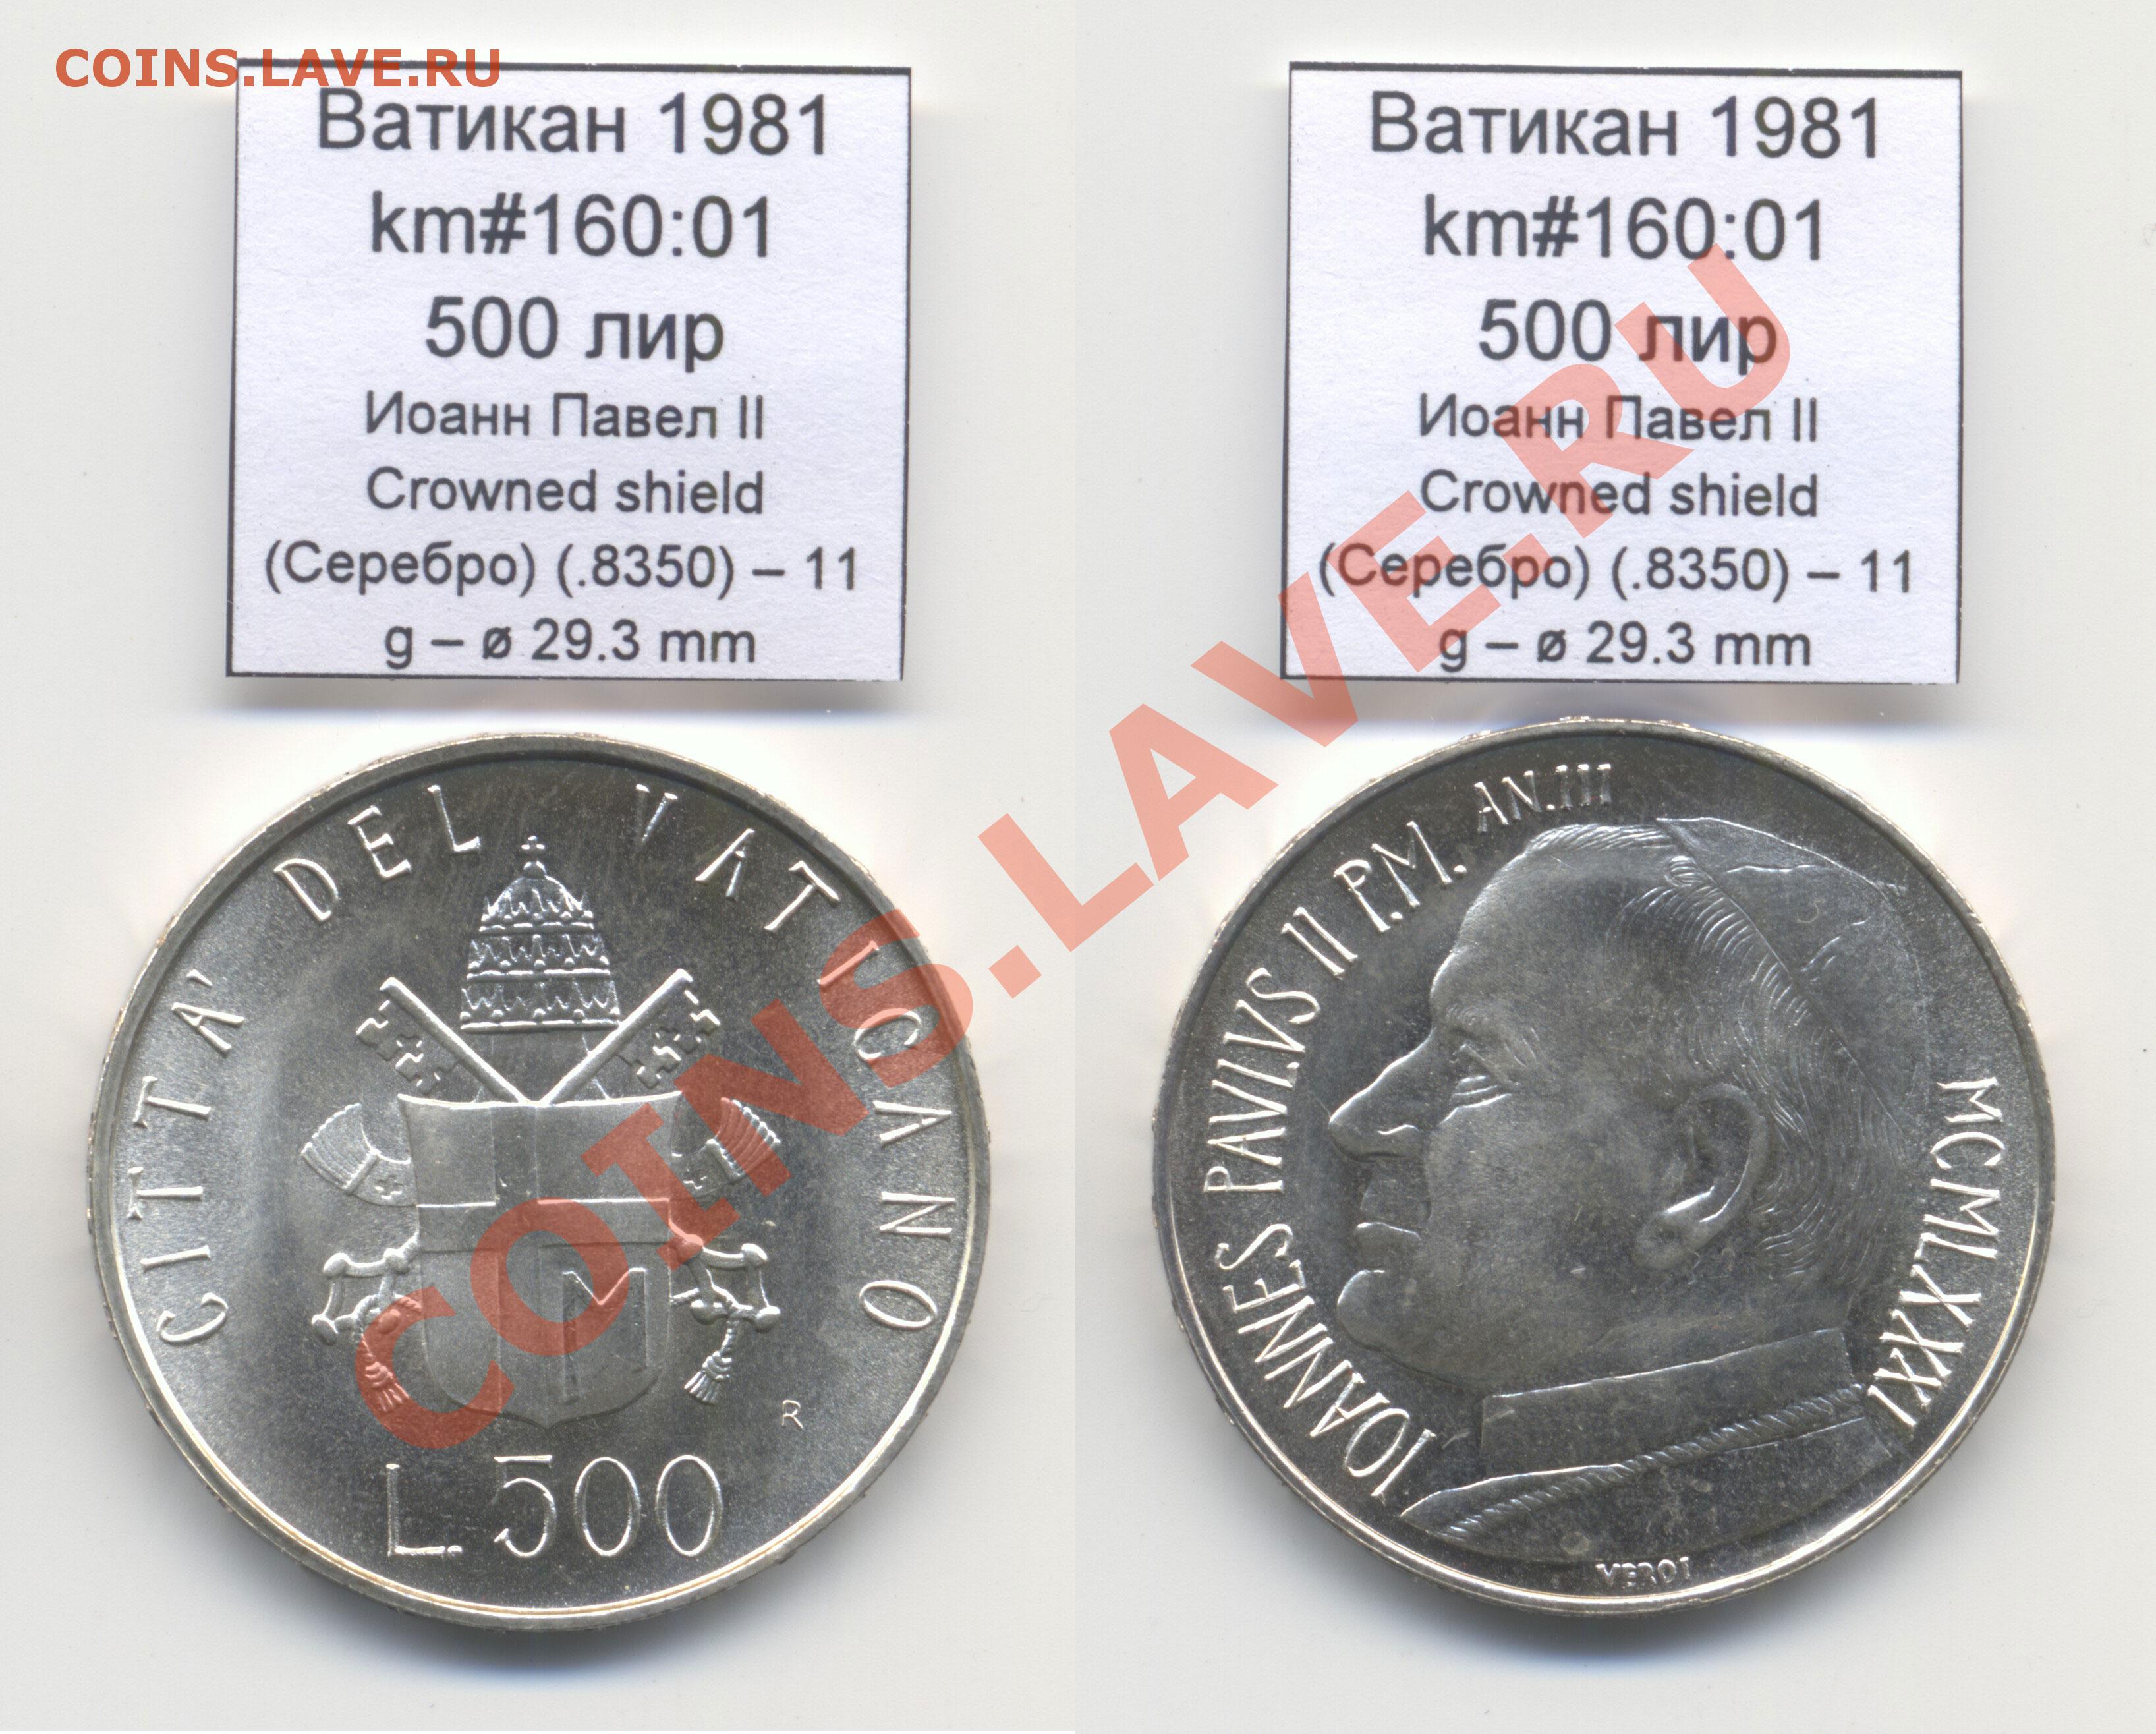 COINS.LAVE.RU
Ватикан 1981
km#160:01
500 лир
Иоанн Павел II
Crowned shield
(Серебро) (.8350) – 11
g – ø 29.3 mm
Ватикан 1981
km#160:01
500 лир
Иоанн Павел II
Crowned shield
(Серебро) (.8350) – 11
g – ø 29.3 mm
CITTA' DEL VATICANO
R
L. 500
IOANNES PAVLVS II P.M. AN.III
MCMLXXXI
VEROI
COINS.LAVE.RU